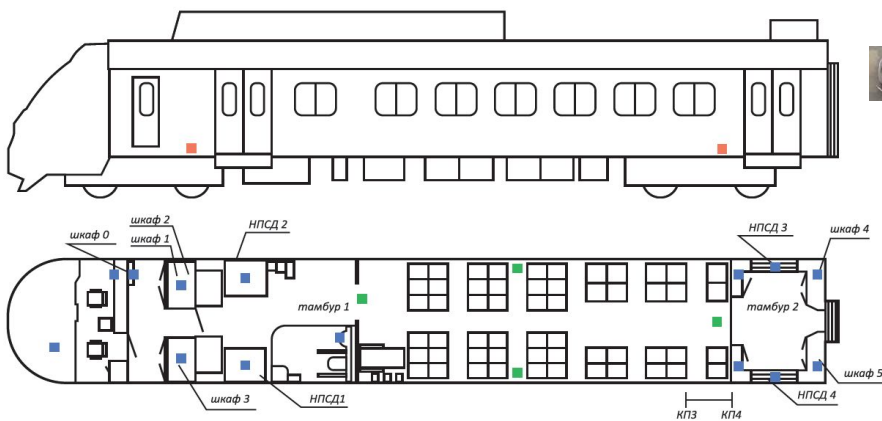 шкаф 2
шкаф 0
шкаф 1
НПСД 2
НПСД 3
шкаф 4
тамбур 1
тамбур 2
шкаф 3
НПСД1
шкаф 5
НПСД 4
КП3
КП4